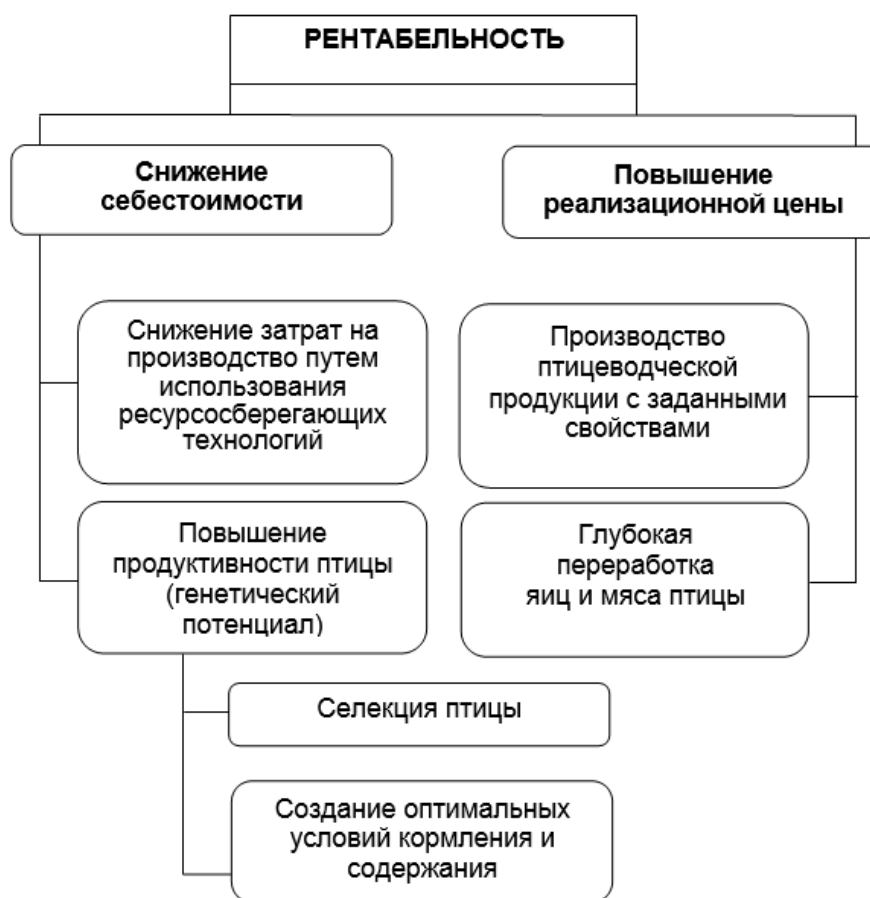 РЕНТАБЕЛЬНОСТЬ
Снижение
себестоимости
Повышение
реализационной цены
Снижение затрат на
производство путем
использования
ресурсосберегающих
технологий
Производство
птицеводческой
продукции с заданными
свойствами
Повышение
продуктивности птицы
(генетический
потенциал)
Глубокая
переработка
яиц и мяса птицы
Селекция птицы
Создание оптимальных
условий кормления и
содержания